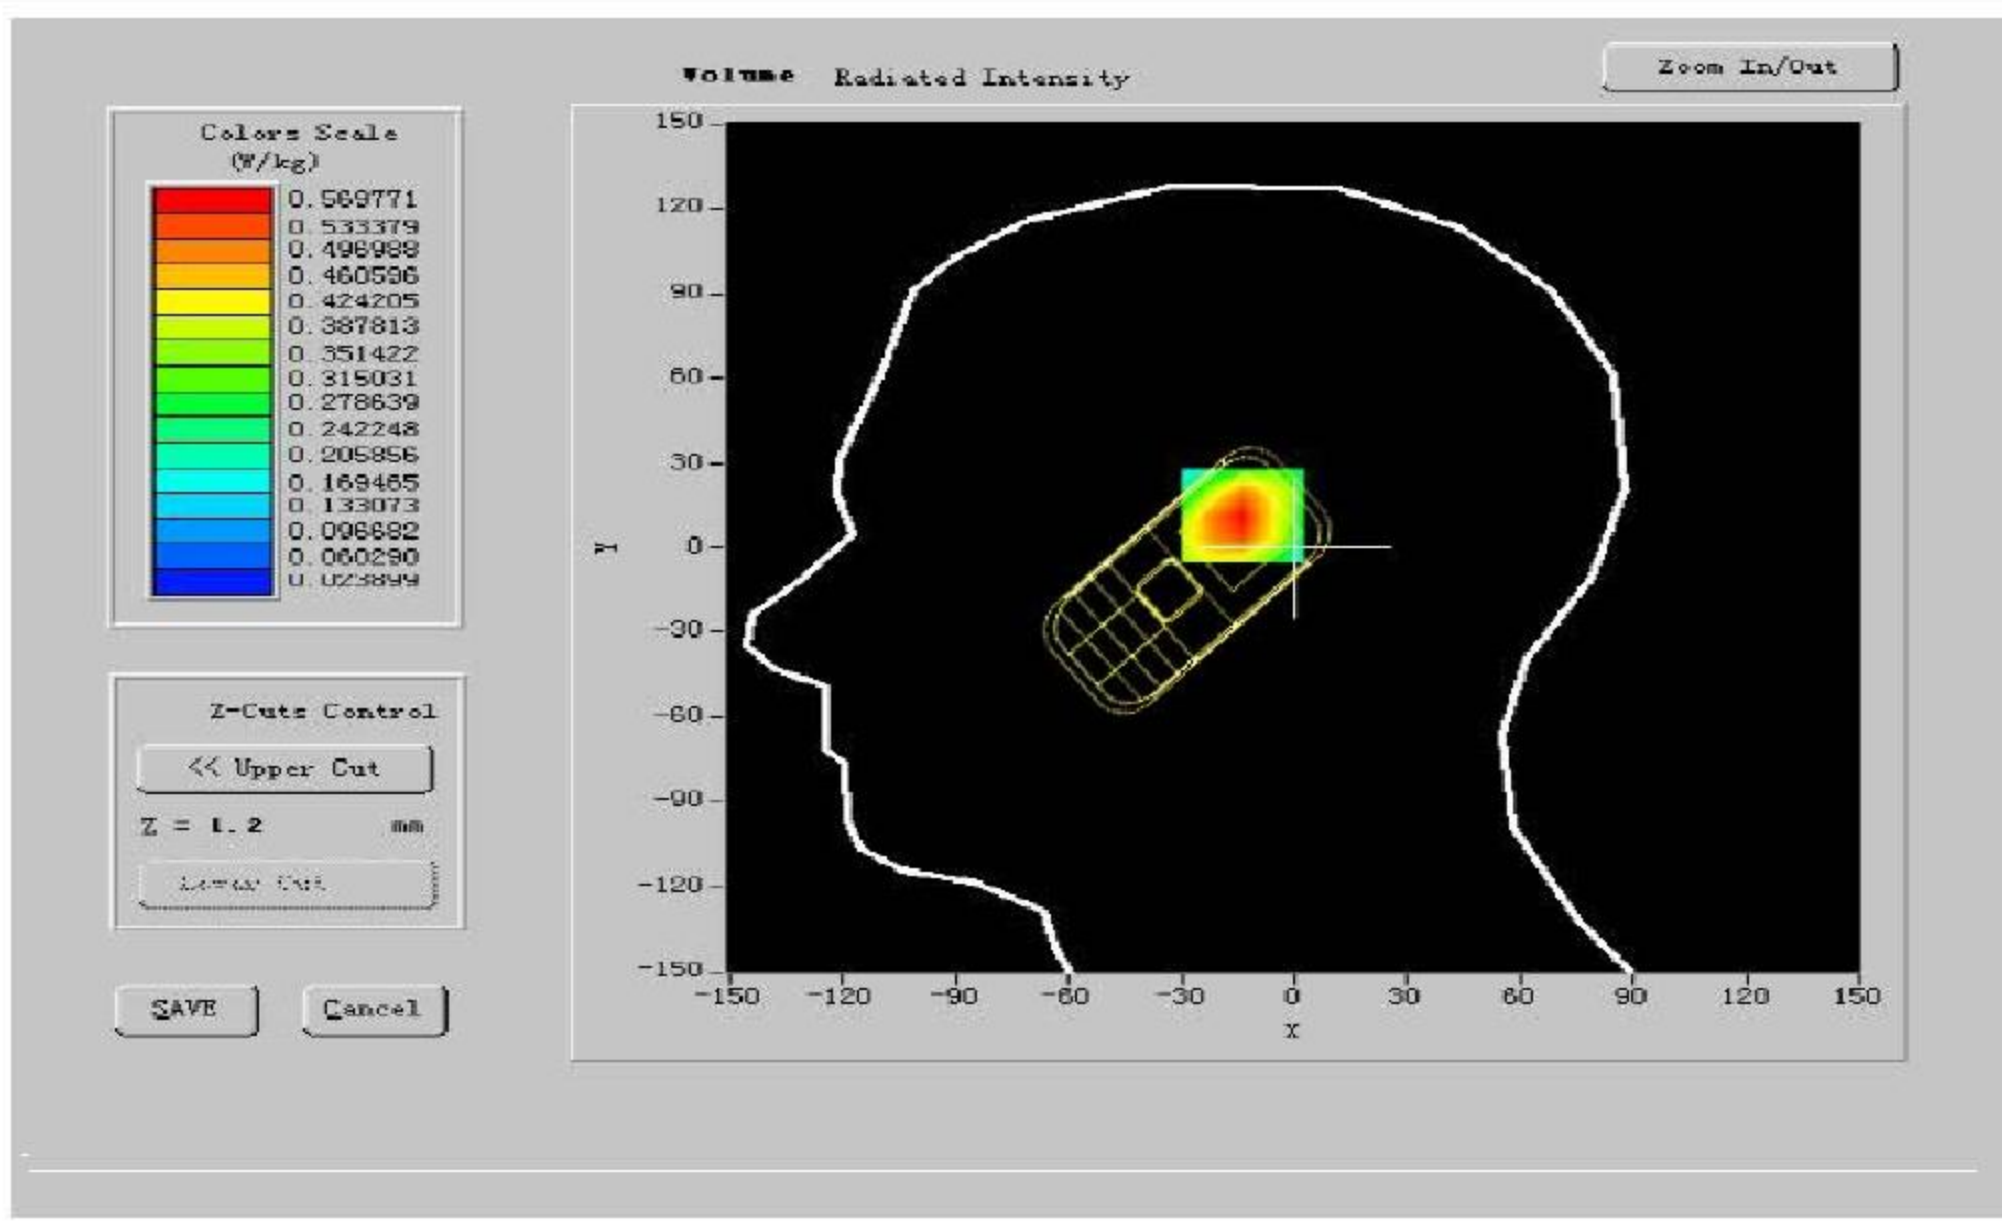 Volume Radiated Intensity
Zoom In/Out
Colors Scale
(W/kg)
0.569771
0.533379
0.496988
0.460596
0.424205
0.387813
0.351422
0.315031
0.278639
0.242248
0.205856
0.169465
0.133073
0.096682
0.060290
0.023899
Z-Cuts Control
<< Upper Cut
Z = 1.2 mm
Lower Cut
SAVE
Cancel
150
120
90
60
30
0
-30
-60
-90
-120
-150
Y
-150 -120 -90 -60 -30 0 30 60 90 120 150
X